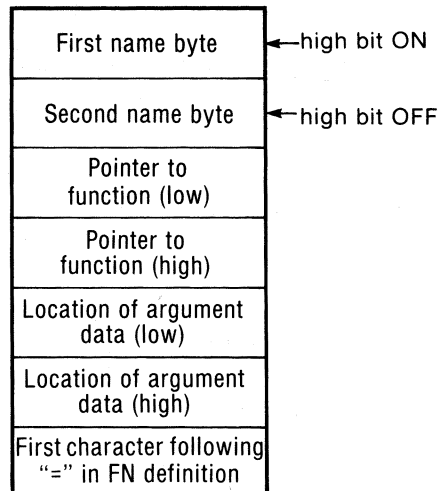 First name byte
high bit ON
Second name byte
high bit OFF
Pointer to
function (low)
Pointer to
function (high)
Location of argument
data (low)
Location of argument
data (high)
First character following
“=” in FN definition